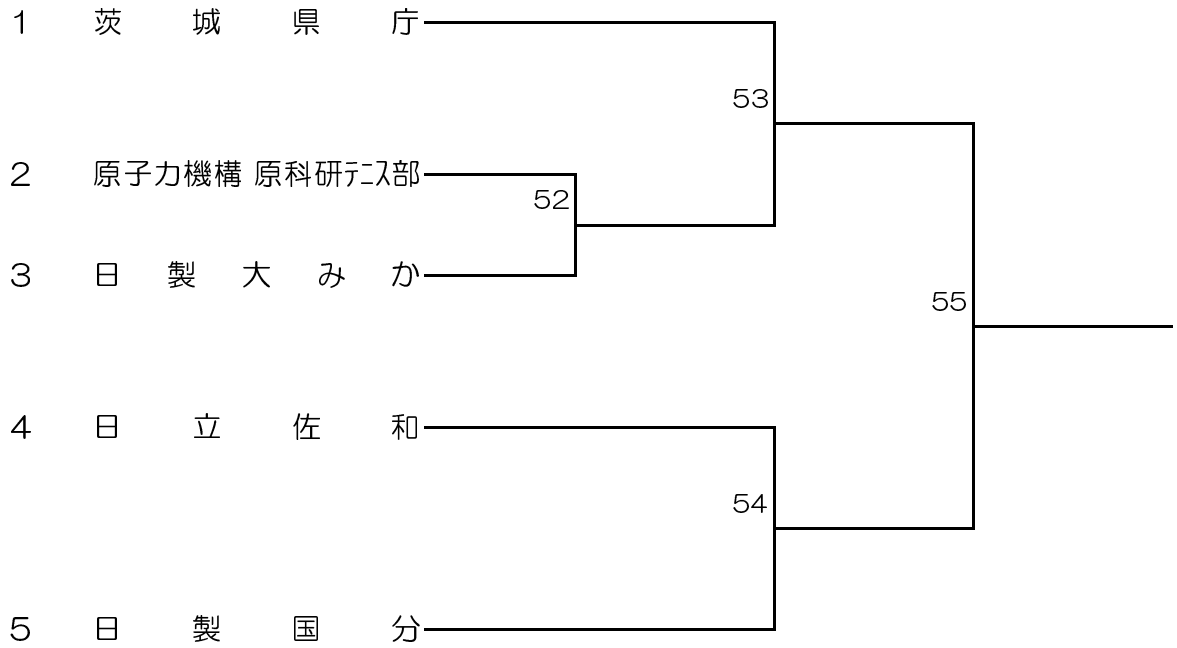 1 茨城県庁
53
2 原子力機構 原科研ﾃﾆｽ部
52
3 日製大みか
55
4 日立佐和
54
5 日製国分